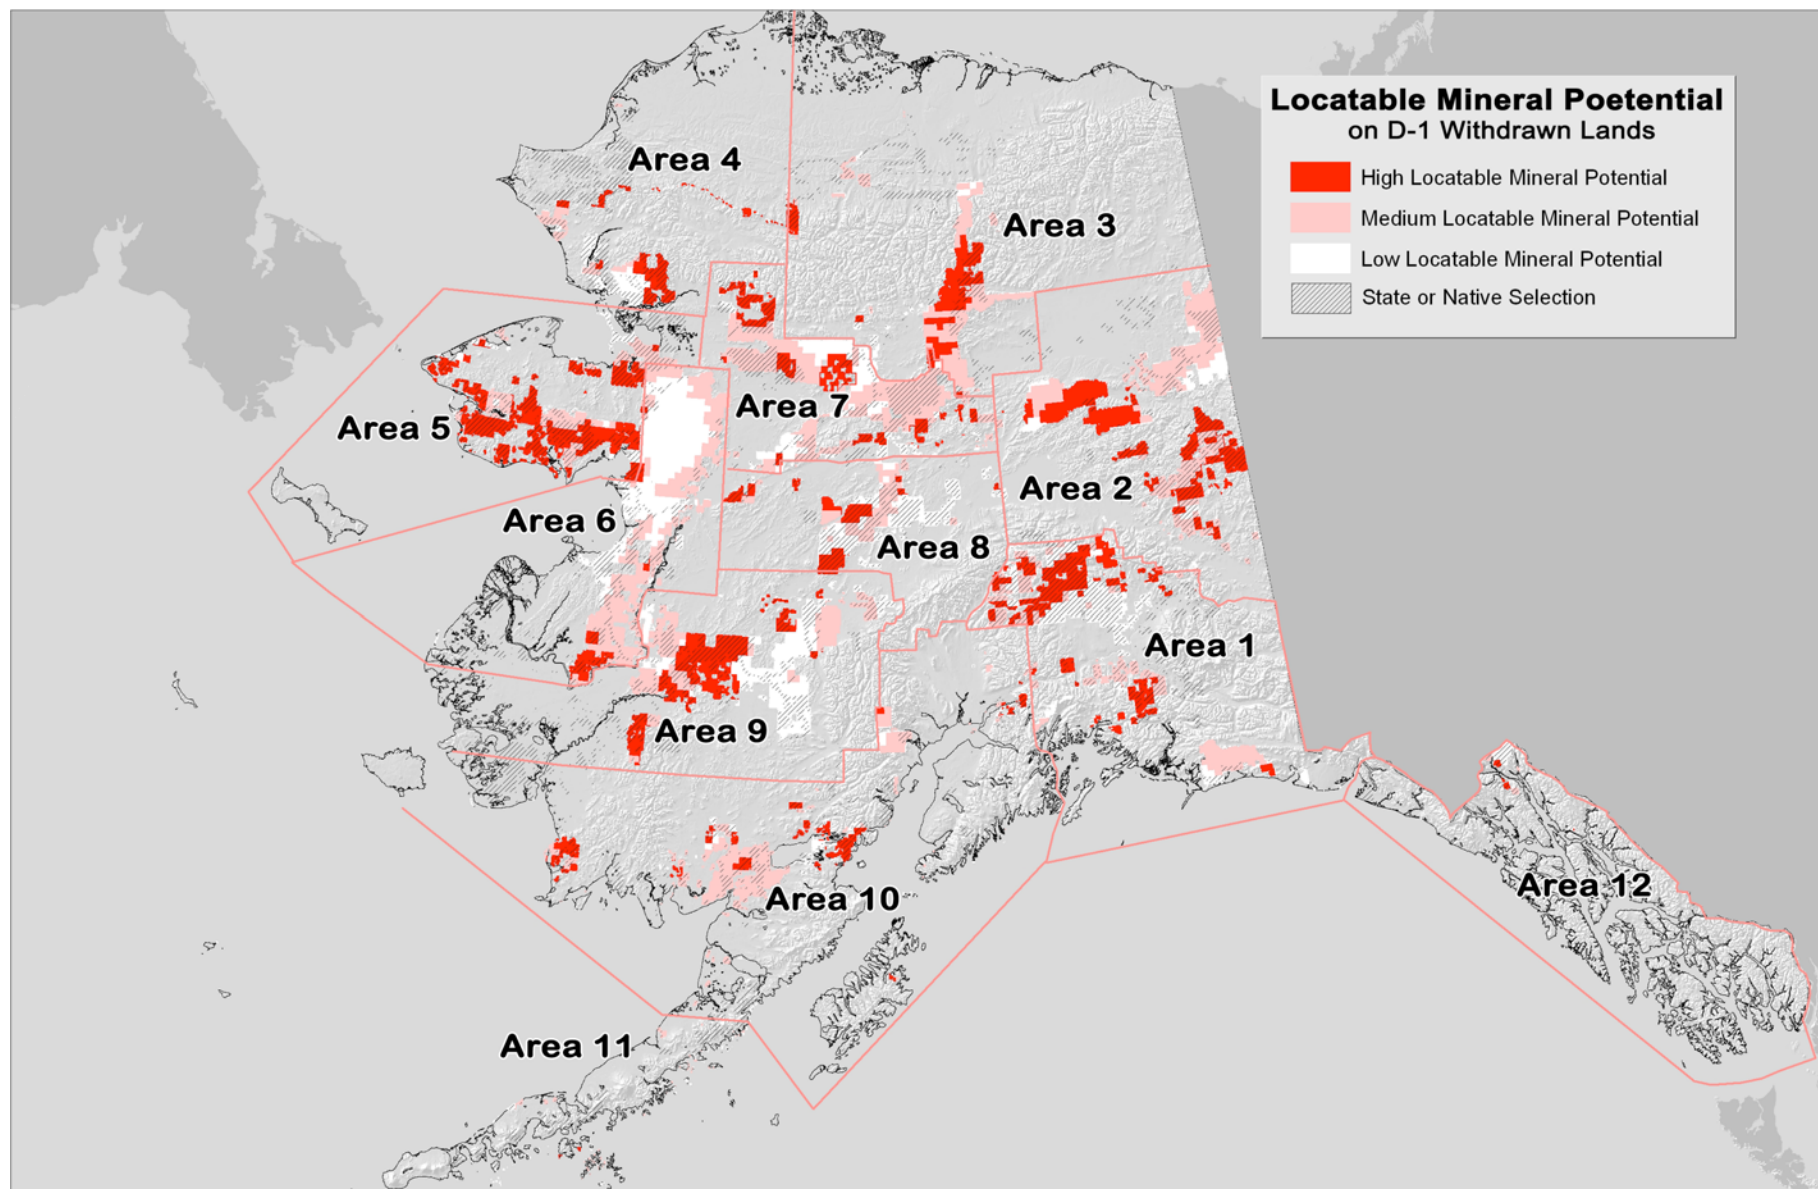 Locatable Mineral Poetential
on D-1 Withdrawn Lands
High Locatable Mineral Potential
Medium Locatable Mineral Potential
Low Locatable Mineral Potential
State or Native Selection
Area 4
Area 3
Area 7
Area 5
Area 2
Area 6
Area 8
Area 1
Area 9
Area 12
Area 10
Area 11